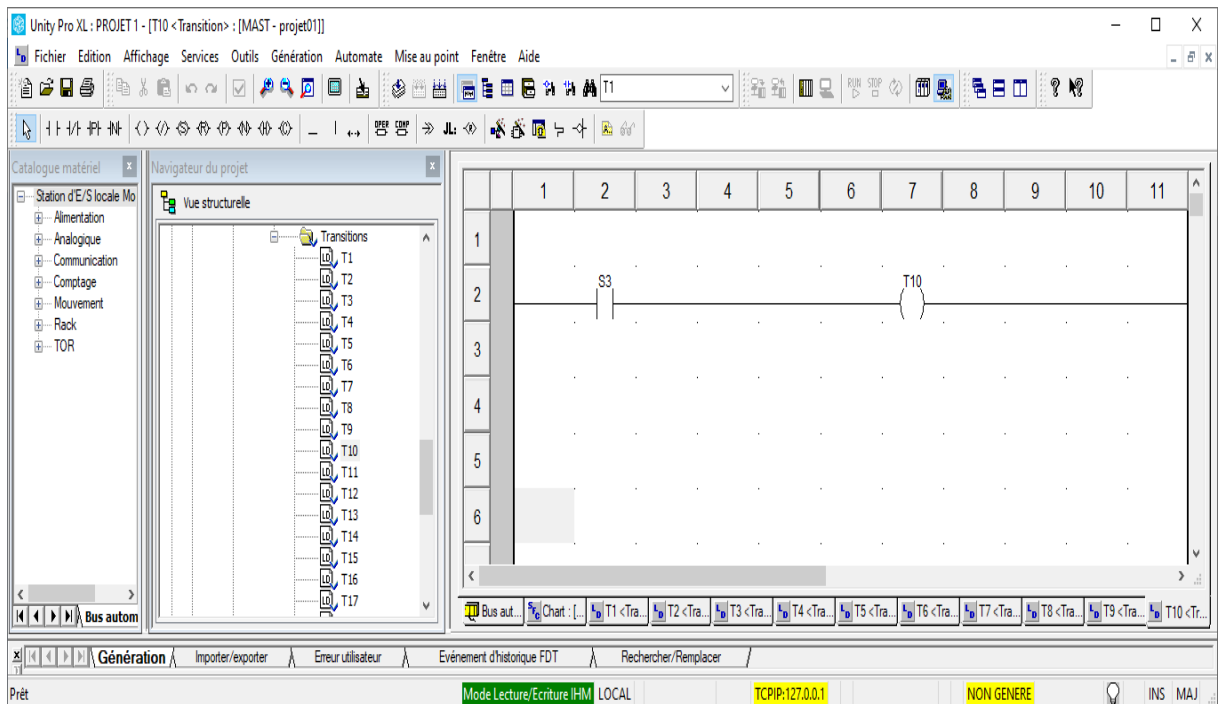 Unity Pro XL : PROJET 1 - [T10 <Transition> : [MAST - projet01]]
Fichier Edition Affichage Services Outils Génération Automate Mise au point Fenêtre Aide
T1
RUN STOP
OPER COMP
Catalogue matériel
Station d'E/S locale Mo
Alimentation
Analogique
Communication
Comptage
Mouvement
Rack
TOR
Bus autom
Navigateur du projet
Vue structurelle
Transitions
T1
T2
T3
T4
T5
T6
T7
T8
T9
T10
T11
T12
T13
T14
T15
T16
T17
1 2 3 4 5 6 7 8 9 10 11
1
S3 T10
2
3
4
5
6
Bus aut... Chart : [... T1 <Tra... T2 <Tra... T3 <Tra... T4 <Tra... T5 <Tra... T6 <Tra... T7 <Tra... T8 <Tra... T9 <Tra... T10 <Tr...
Génération Importer/exporter Erreur utilisateur Evénement d'historique FDT Rechercher/Remplacer
Prêt Mode Lecture/Ecriture IHM LOCAL TCPIP:127.0.0.1 NON GENERE INS MAJ